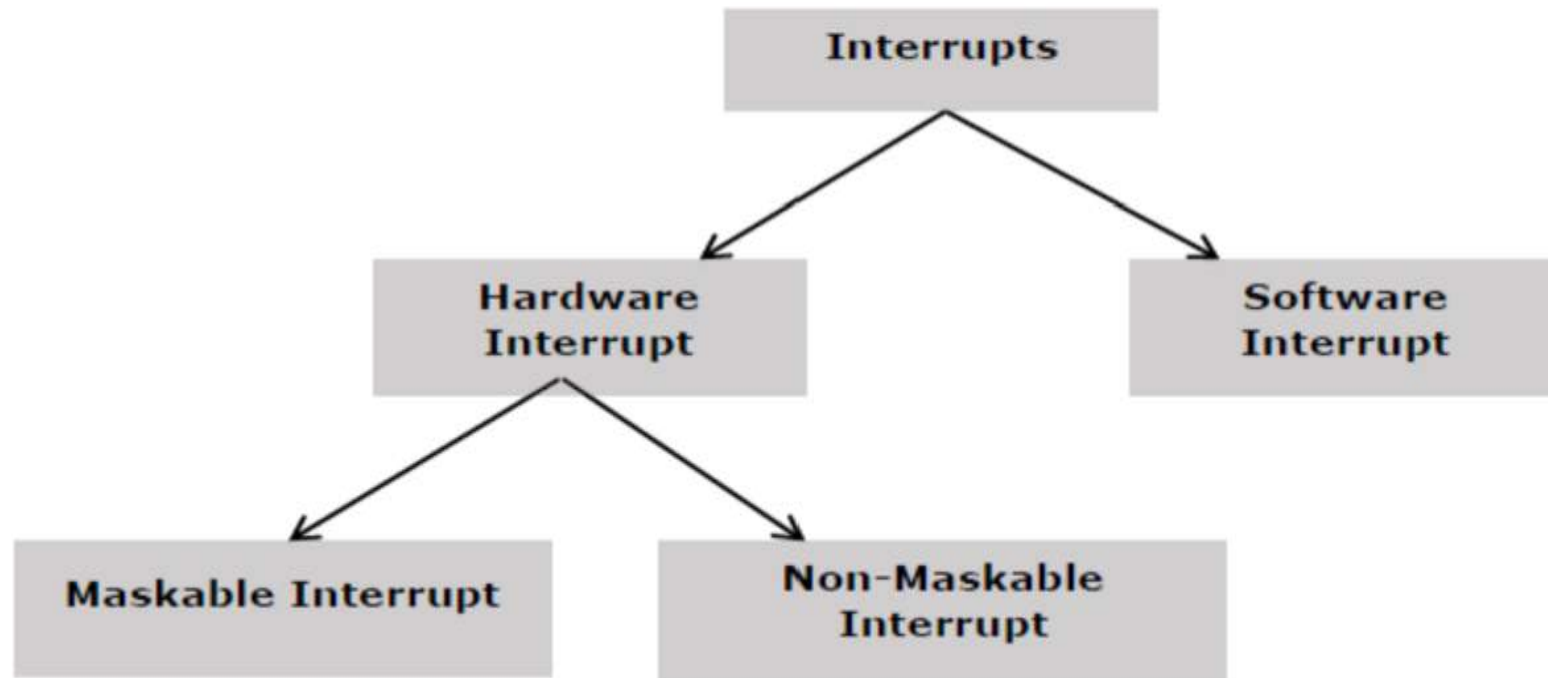 Interrupts
Hardware
Interrupt
Software
Interrupt
Maskable Interrupt
Non-Maskable
Interrupt